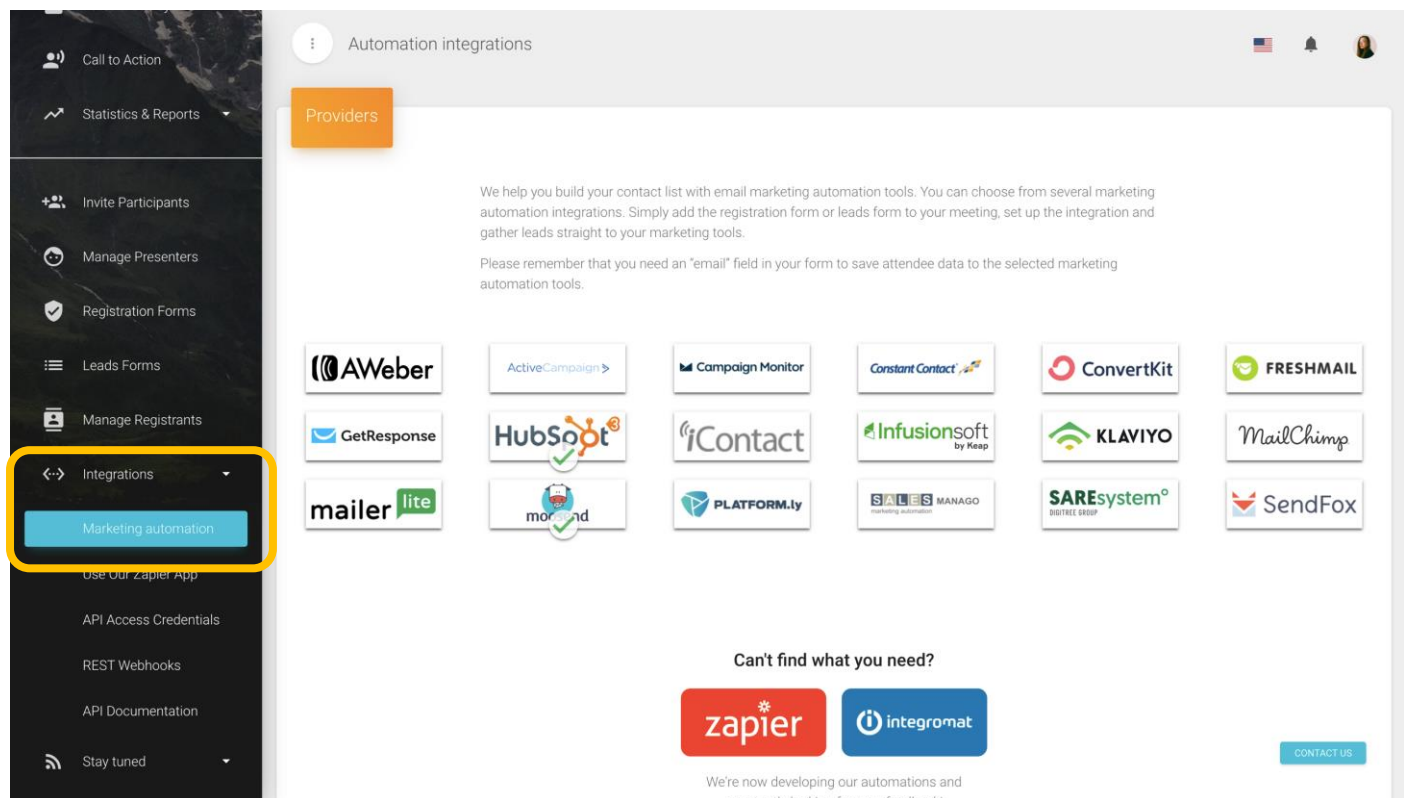 Call to Action
Statistics & Reports
Invite Participants
Manage Presenters
Registration Forms
Leads Forms
Manage Registrants
Integrations
Marketing automation
Use Our Zapier App
API Access Credentials
REST Webhooks
API Documentation
Stay tuned
Automation integrations
Providers
We help you build your contact list with email marketing automation tools. You can choose from several marketing
automation integrations. Simply add the registration form or leads form to your meeting, set up the integration and
gather leads straight to your marketing tools.
Please remember that you need an "email" field in your form to save attendee data to the selected marketing
automation tools.
AWeber
ActiveCampaign >
Campaign Monitor
Constant Contact
ConvertKit
FRESHMAIL
GetResponse
HubSpot 3
iContact
Infusionsoft
by Keap
KLAVIYO
MailChimp
mailer lite
moosend
PLATFORM.ly
SALES MANAGO
marketing automation
SAREsystem°
DIGITREE GROUP
SendFox
Can't find what you need?
zapier
integromat
CONTACT US
We're now developing our automations and